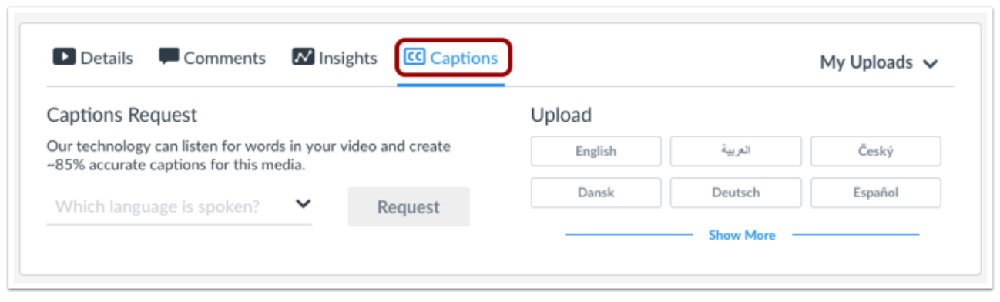 Details Comments Insights CC Captions My Uploads
Captions Request
Our technology can listen for words in your video and create
~85% accurate captions for this media.
Which language is spoken? Request
Upload
English العربية Český
Dansk Deutsch Español
Show More